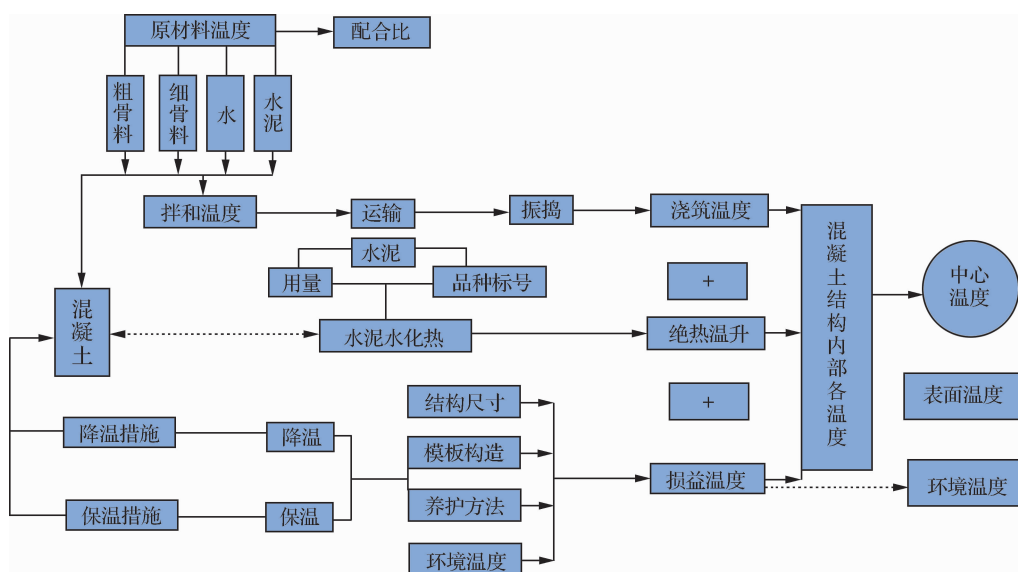 原材料温度
配合比
粗骨料
细骨料
水
水泥
拌和温度
运输
振捣
浇筑温度
水泥
用量
品种标号
+
混凝土
水泥水化热
绝热温升
混凝土结构内部各温度
中心
温度
+
表面温度
结构尺寸
降温措施
降温
模板构造
损益温度
环境温度
保温措施
保温
养护方法
环境温度